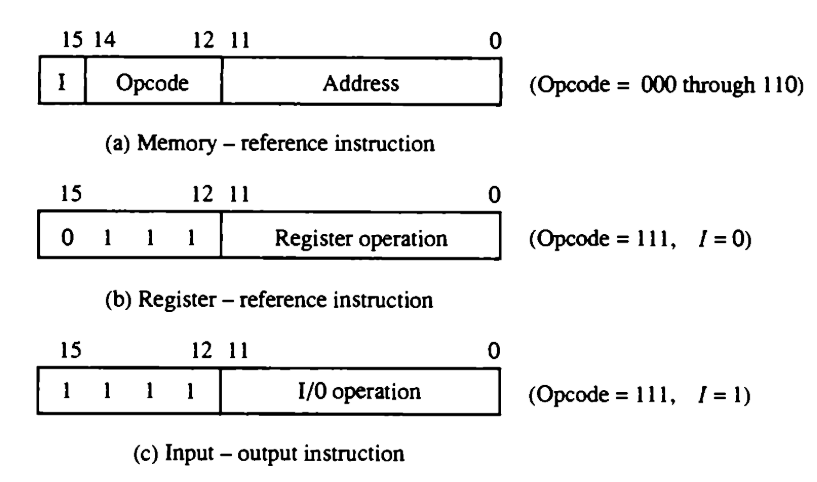 15 14 12 11 0
I Opcode Address (Opcode = 000 through 110)
(a) Memory – reference instruction
15 12 11 0
0 1 1 1 Register operation (Opcode = 111, I = 0)
(b) Register – reference instruction
15 12 11 0
1 1 1 1 I/0 operation (Opcode = 111, I = 1)
(c) Input – output instruction